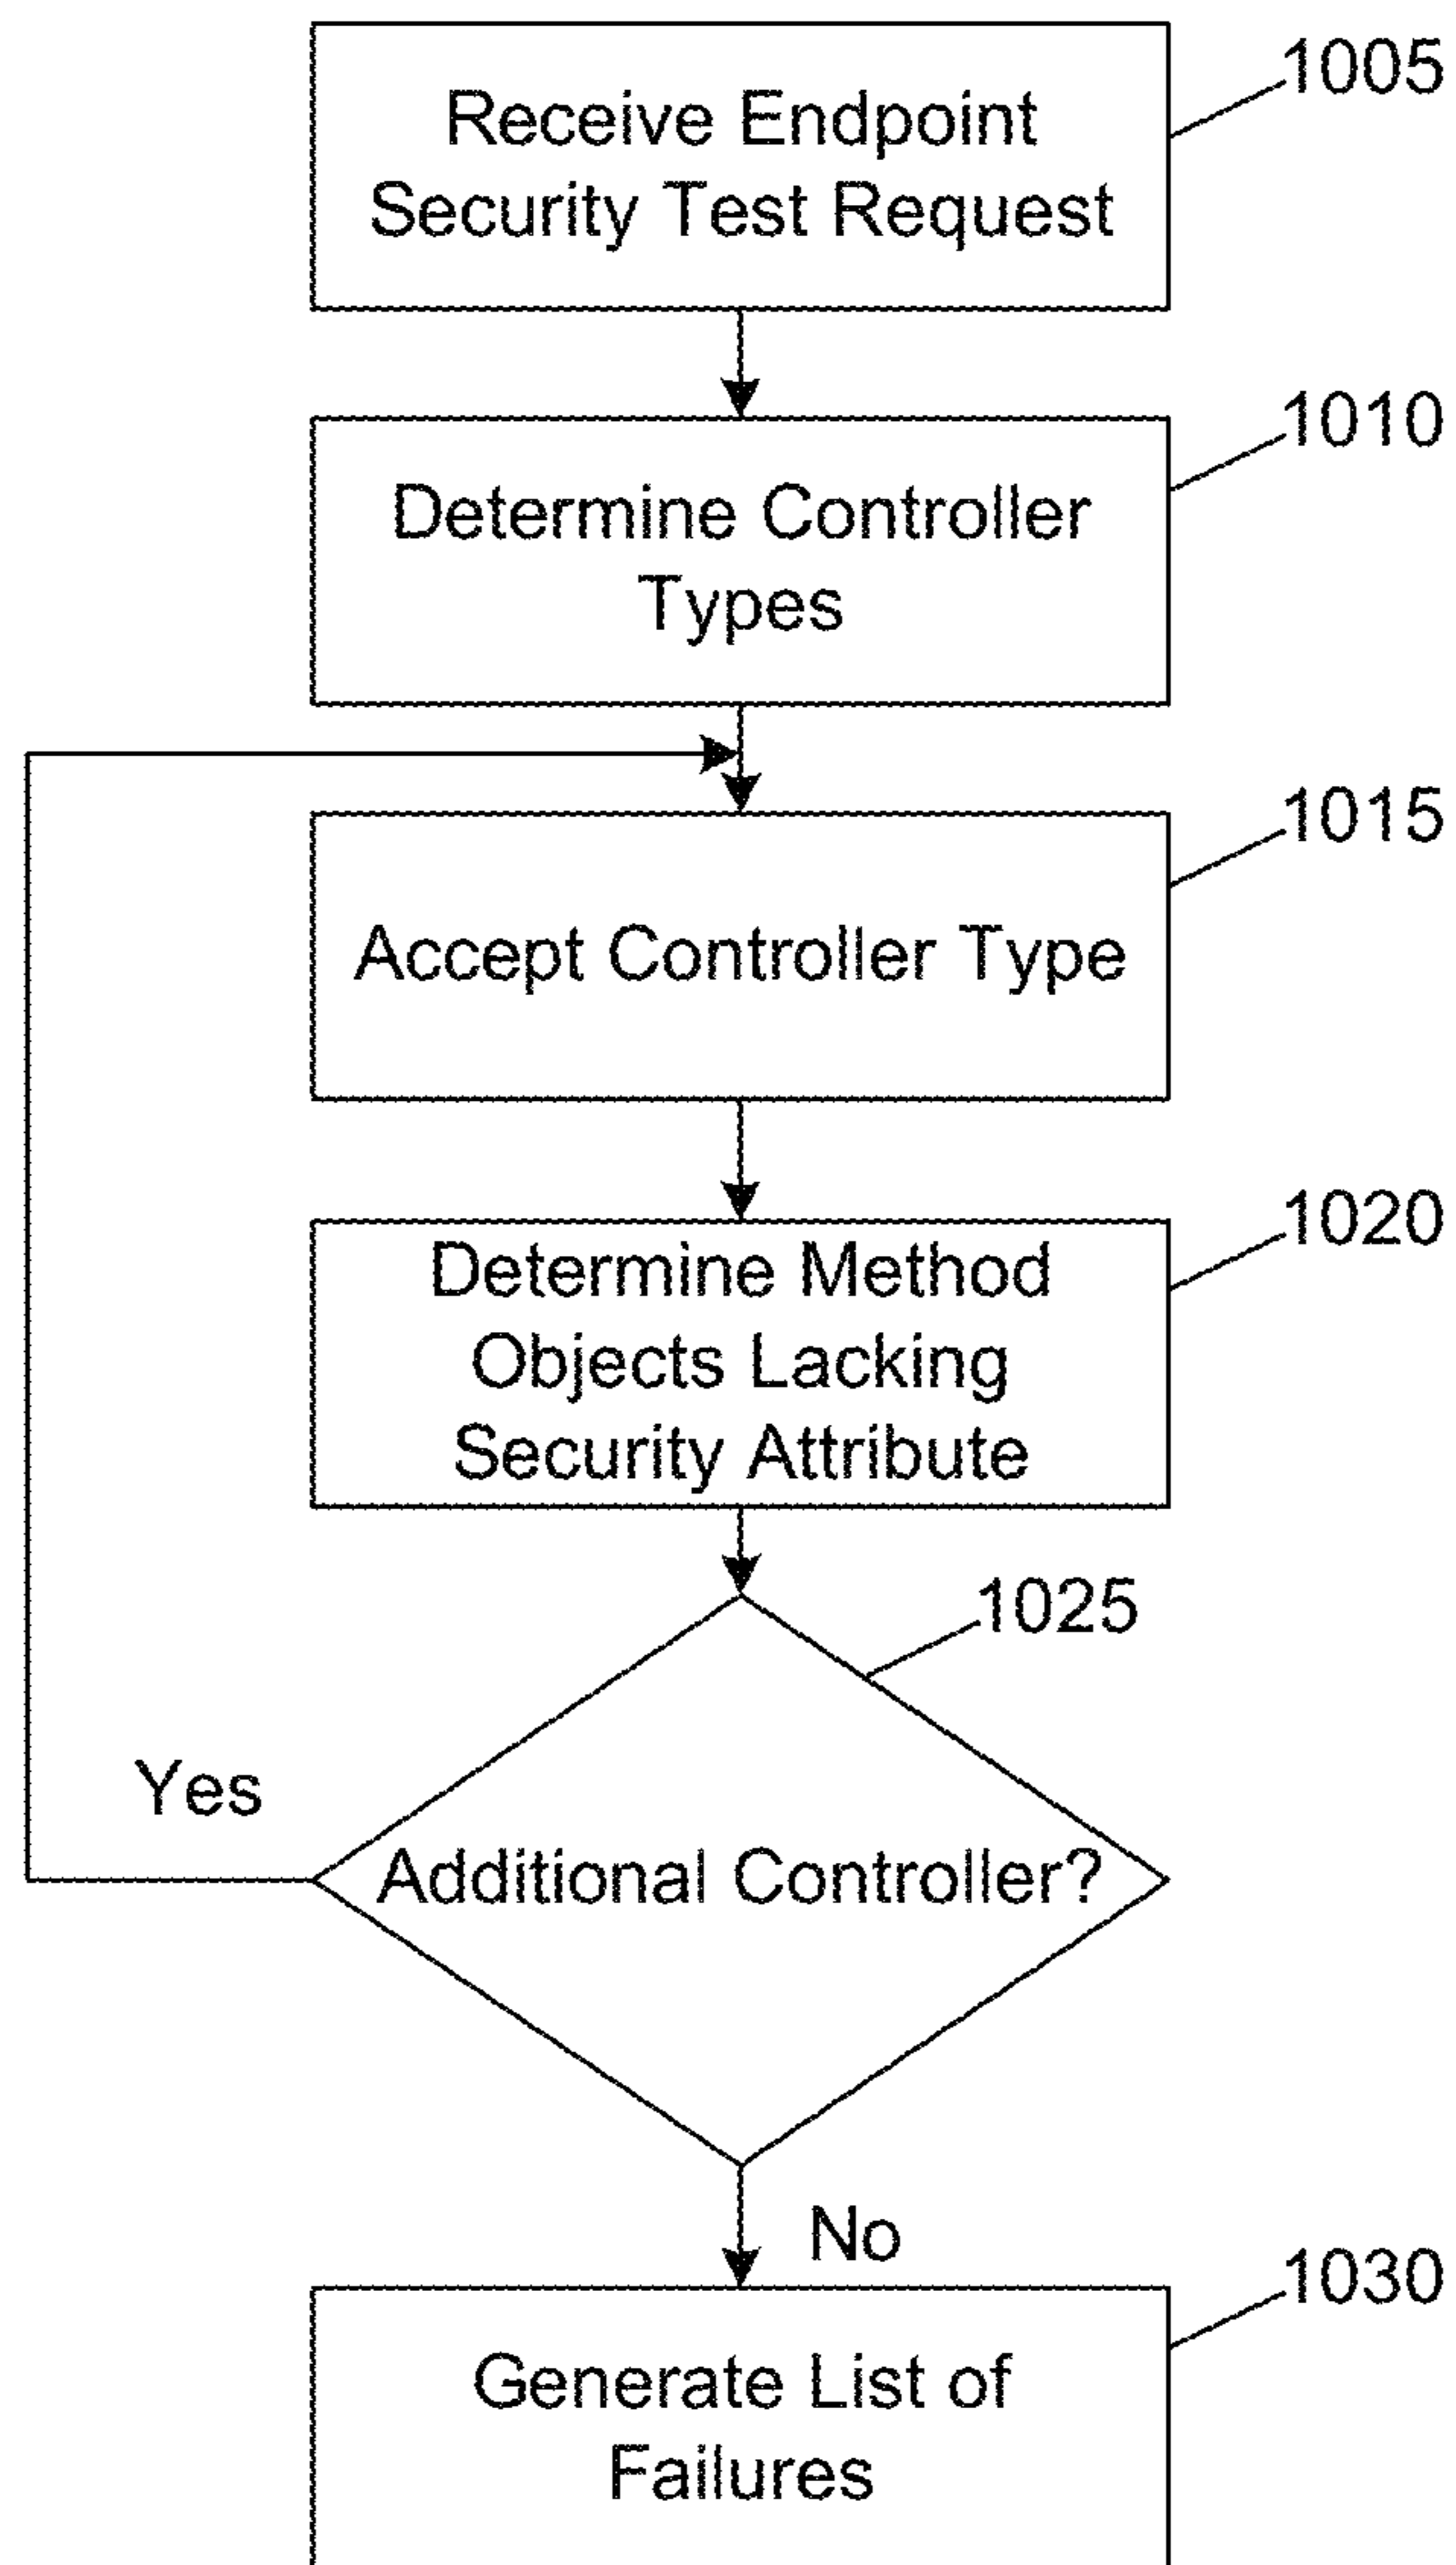 Receive Endpoint
Security Test Request
1005
Determine Controller
Types
1010
Accept Controller Type
1015
Determine Method
Objects Lacking
Security Attribute
1020
Additional Controller?
1025
Yes
No
Generate List of
Failures
1030